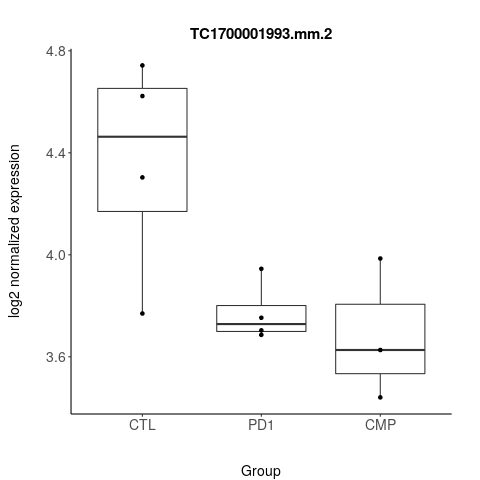 TC1700001993.mm.2
log2 normalized expression
4.8
4.4
4.0
3.6
CTL PD1 CMP
Group